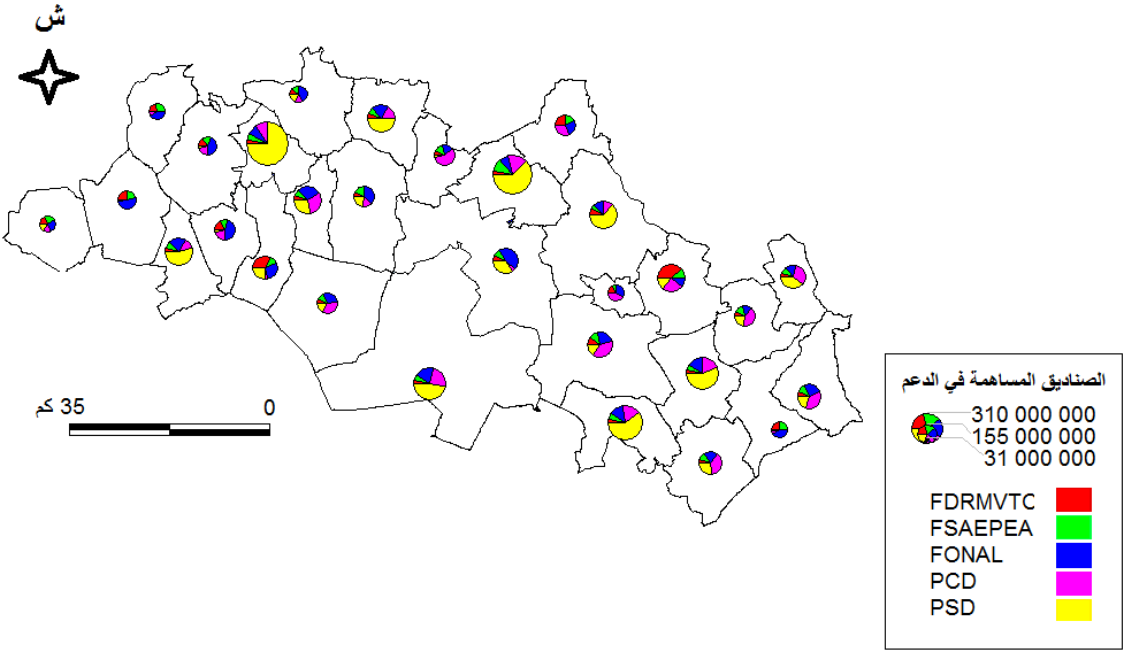 ش
35 كم
0
الصناديق المساهمة في الدعم
310 000 000
155 000 000
31 000 000
FDRMVTC
FSAEPEA
FONAL
PCD
PSD